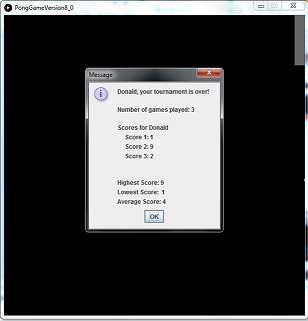 PongGameVersion8_0
Message
Donald, your tournament is over!
Number of games played: 3
Scores for Donald
Score 1: 1
Score 2: 9
Score 3: 2
Highest Score: 9
Lowest Score: 1
Average Score: 4
OK